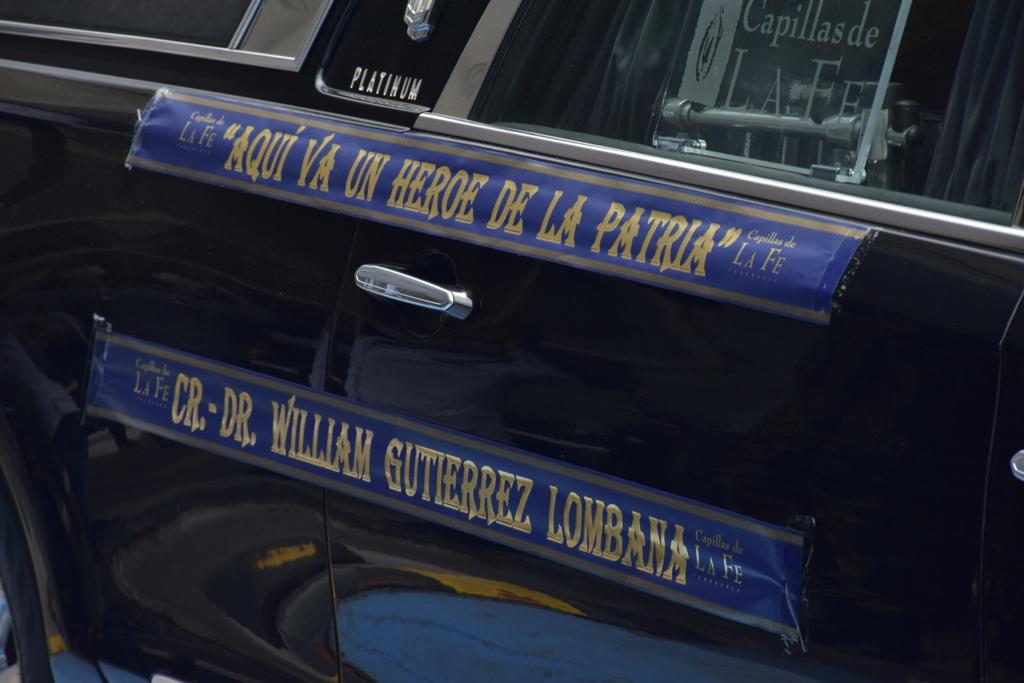 Capillas de
LA FE
PLATINUM
Capillas de
LA FE
"AQUÍ VA UN HEROE DE LA PATRIA"
Capillas de
LA FE
Capillas de
LA FE
CR.-DR. WILLIAM GUTIERREZ LOMBANA
Capillas de
LA FE